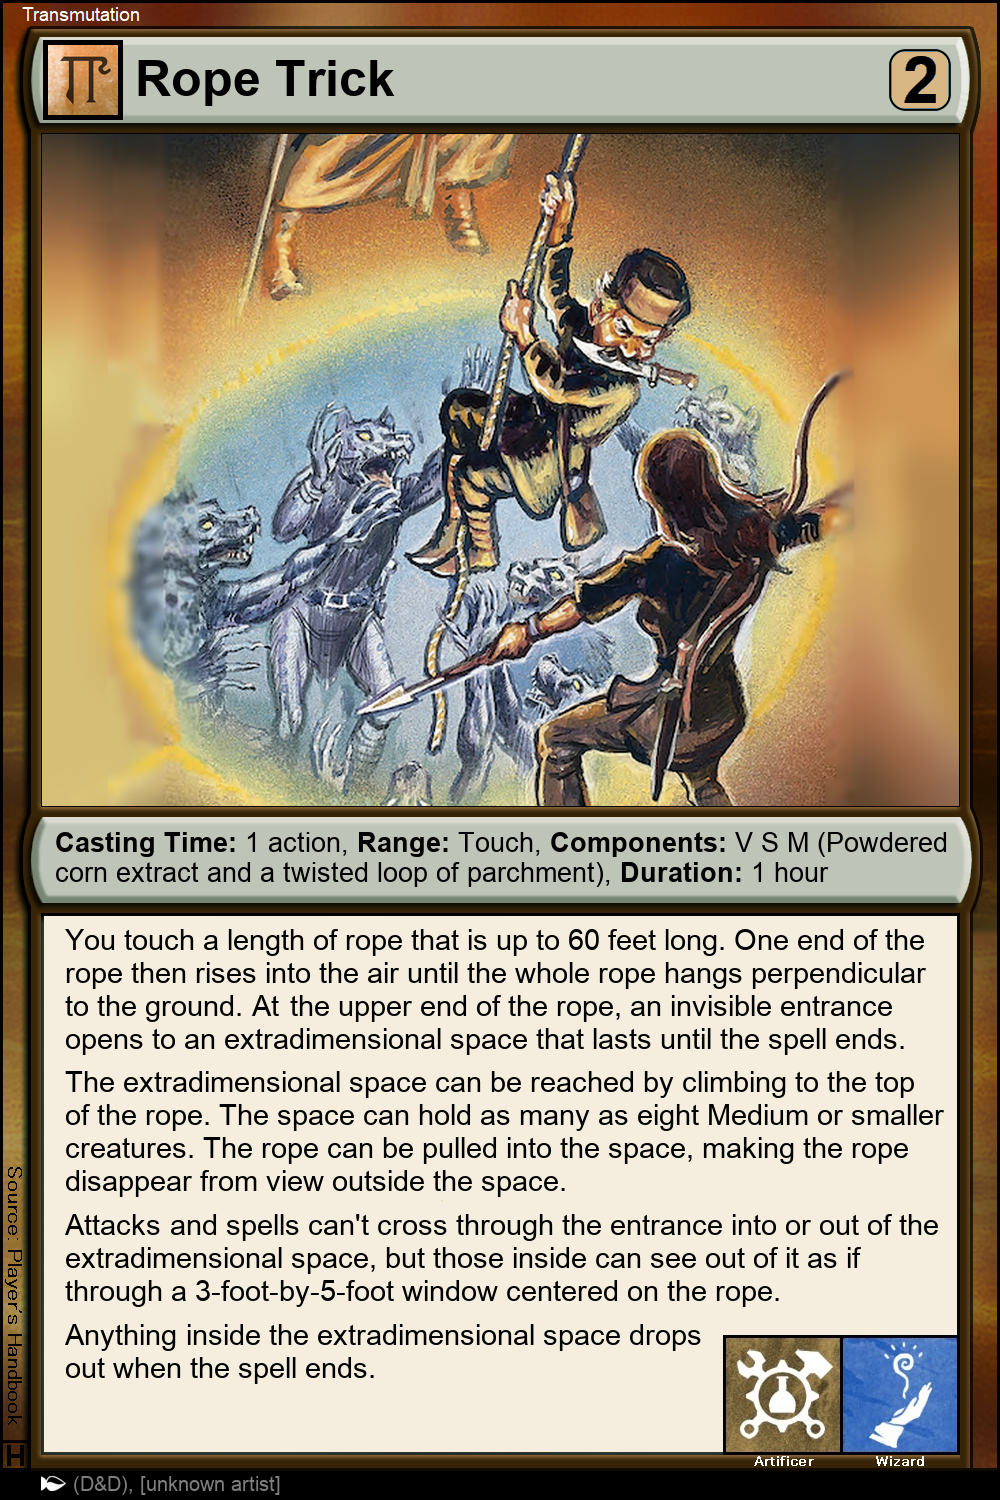 Transmutation
Rope Trick
2
Casting Time: 1 action, Range: Touch, Components: V S M (Powdered
corn extract and a twisted loop of parchment), Duration: 1 hour
You touch a length of rope that is up to 60 feet long. One end of the
rope then rises into the air until the whole rope hangs perpendicular
to the ground. At the upper end of the rope, an invisible entrance
opens to an extradimensional space that lasts until the spell ends.
The extradimensional space can be reached by climbing to the top
of the rope. The space can hold as many as eight Medium or smaller
creatures. The rope can be pulled into the space, making the rope
disappear from view outside the space.
Attacks and spells can't cross through the entrance into or out of the
extradimensional space, but those inside can see out of it as if
through a 3-foot-by-5-foot window centered on the rope.
Anything inside the extradimensional space drops
out when the spell ends.
Source: Player's Handbook
H
Artificer
Wizard
(D&D), [unknown artist]